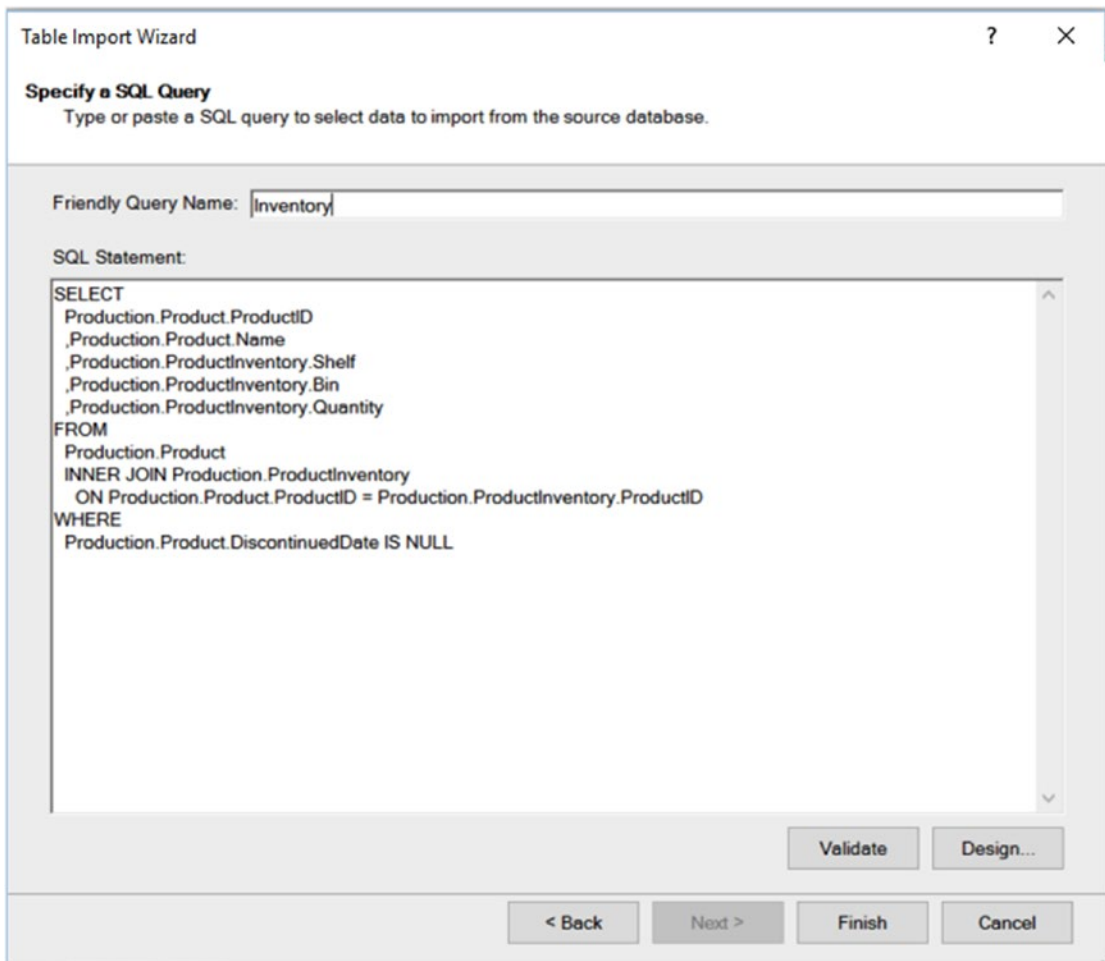 Table Import Wizard
? X
Specify a SQL Query
Type or paste a SQL query to select data to import from the source database.
Friendly Query Name: Inventory
SQL Statement:
SELECT
Production.Product.ProductID
,Production.Product.Name
,Production.ProductInventory.Shelf
,Production.ProductInventory.Bin
,Production.ProductInventory.Quantity
FROM
Production.Product
INNER JOIN Production.ProductInventory
ON Production.Product.ProductID = Production.ProductInventory.ProductID
WHERE
Production.Product.DiscontinuedDate IS NULL
Validate Design...
< Back Next > Finish Cancel